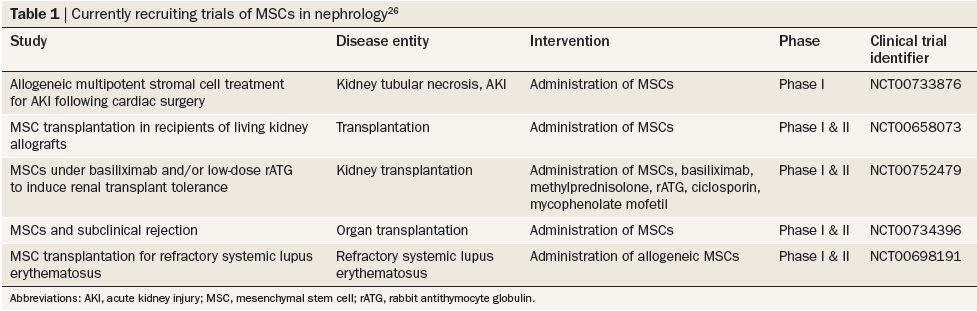 Table 1 | Currently recruiting trials of MSCs in nephrology26
Study Disease entity Intervention Phase Clinical trial identifier
Allogeneic multipotent stromal cell treatment for AKI following cardiac surgery Kidney tubular necrosis, AKI Administration of MSCs Phase I NCT00733876
MSC transplantation in recipients of living kidney allografts Transplantation Administration of MSCs Phase I & II NCT00658073
MSCs under basiliximab and/or low-dose rATG to induce renal transplant tolerance Kidney transplantation Administration of MSCs, basiliximab, methylprednisolone, rATG, ciclosporin, mycophenolate mofetil Phase I & II NCT00752479
MSCs and subclinical rejection Organ transplantation Administration of MSCs Phase I & II NCT00734396
MSC transplantation for refractory systemic lupus erythematosus Refractory systemic lupus erythematosus Administration of allogeneic MSCs Phase I & II NCT00698191
Abbreviations: AKI, acute kidney injury; MSC, mesenchymal stem cell; rATG, rabbit antithymocyte globulin.